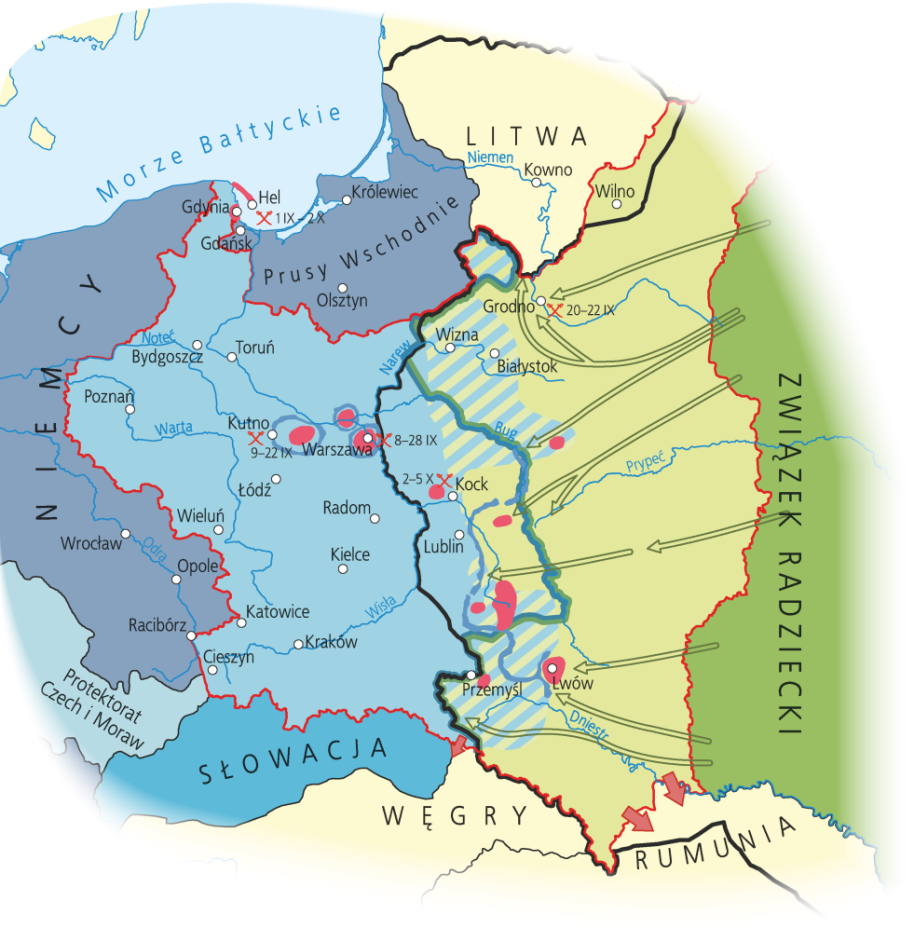 Morze Bałtyckie
LITWA
Niemen
Kowno
Wilno
Hel
1 IX – 2 X
Gdynia
Gdańsk
Królewiec
Prusy Wschodnie
Olsztyn
Grodno
20–22 IX
NIEMCY
Noteć
Bydgoszcz
Toruń
Narew
Wizna
Białystok
Poznań
Warta
Kutno
9–22 IX
Warszawa
8–28 IX
Bug
Prypeć
ZWIĄZEK RADZIECKI
Łódź
2–5 X
Kock
Radom
Wieluń
Lublin
Wrocław
Odra
Opole
Kielce
Wisła
Racibórz
Katowice
Kraków
Cieszyn
Przemyśl
Lwów
Dniestr
Protektorat
Czech i Moraw
SŁOWACJA
WĘGRY
RUMUNIA